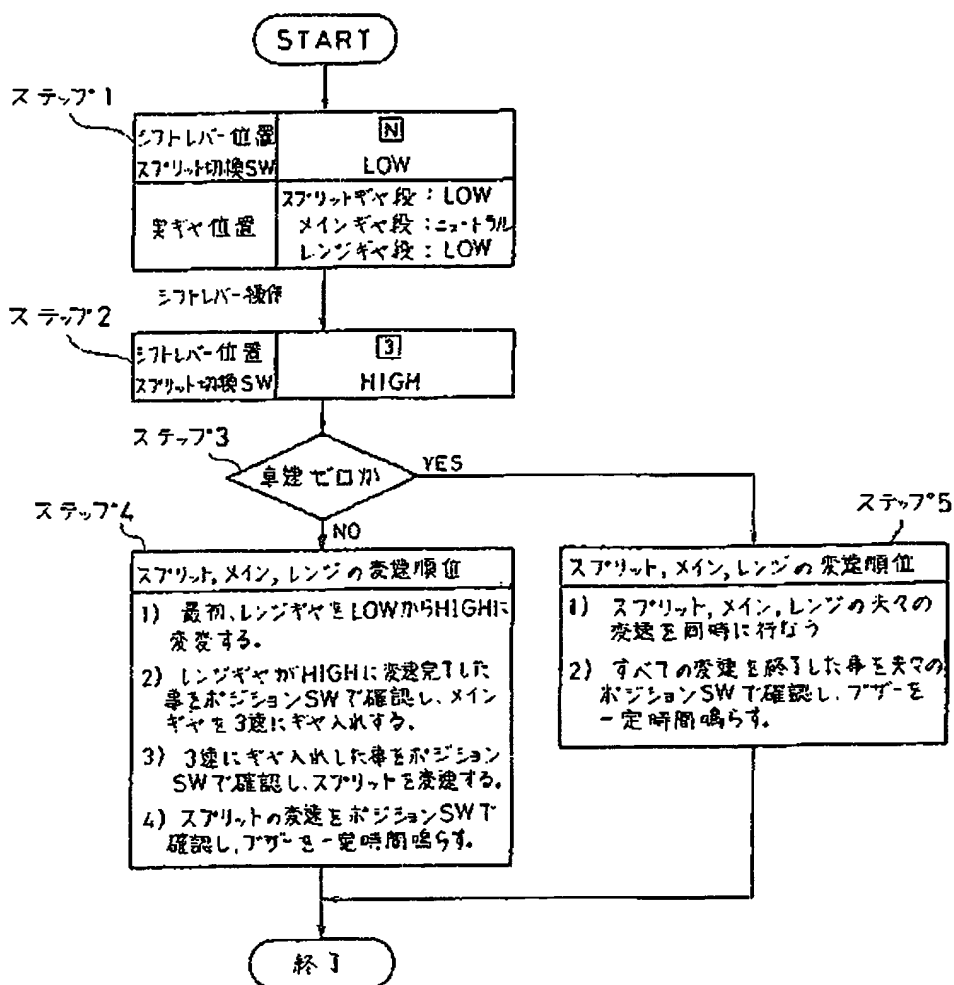 START
ステップ1
シフトレバー位置
N
スプリット切換SW
LOW
実ギヤ位置
スプリットギヤ段：LOW
メインギヤ段：ニュートラル
レンジギヤ段：LOW
シフトレバー操作
ステップ2
シフトレバー位置
3
スプリット切換SW
HIGH
ステップ3
車速ゼロか
YES
NO
ステップ4
スプリット,メイン,レンジの変速順位
1) 最初、レンジギヤをLOWからHIGHに
変速する。
2) レンジギヤがHIGHに変速完了した
事をポジションSWで確認し、メイン
ギヤを3速にギヤ入れする。
3) 3速にギヤ入れした事をポジション
SWで確認し、スプリットを変速する。
4) スプリットの変速をポジションSWで
確認し、ブザーを一定時間鳴らす。
ステップ5
スプリット,メイン,レンジの変速順位
1) スプリット,メイン,レンジの夫々の
変速を同時に行なう
2) すべての変速を終了した事を夫々の
ポジションSWで確認し、ブザーを
一定時間鳴らす。
終了